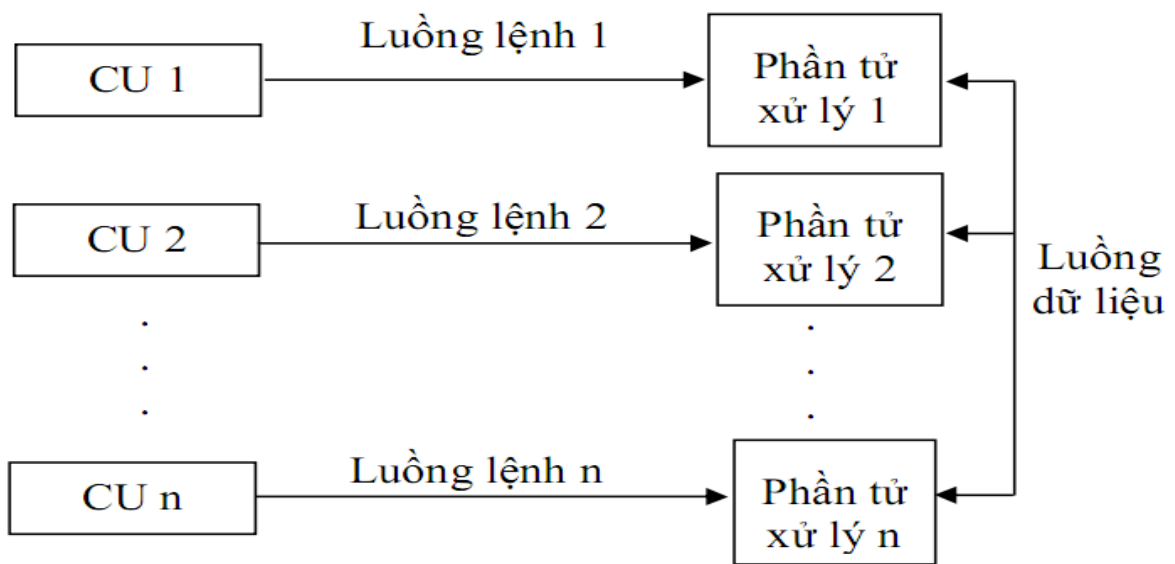 Luồng lệnh 1
CU 1
Phần tử
xử lý 1
Luồng lệnh 2
CU 2
Phần tử
xử lý 2
Luồng
dữ liệu
Luồng lệnh n
CU n
Phần tử
xử lý n